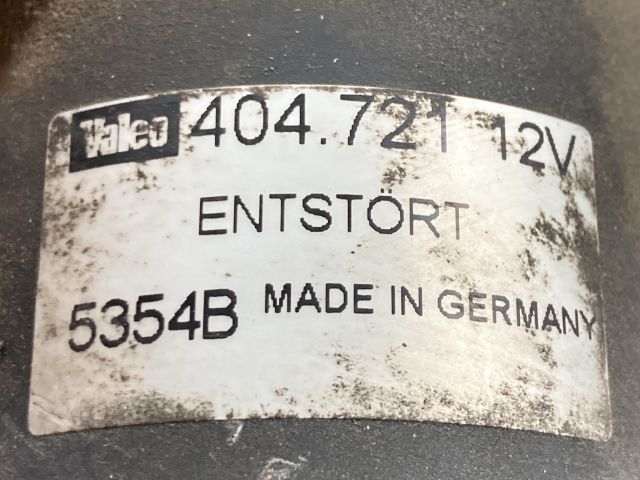 Valeo 404.721 12V
ENTSTÖRT
5354B MADE IN GERMANY